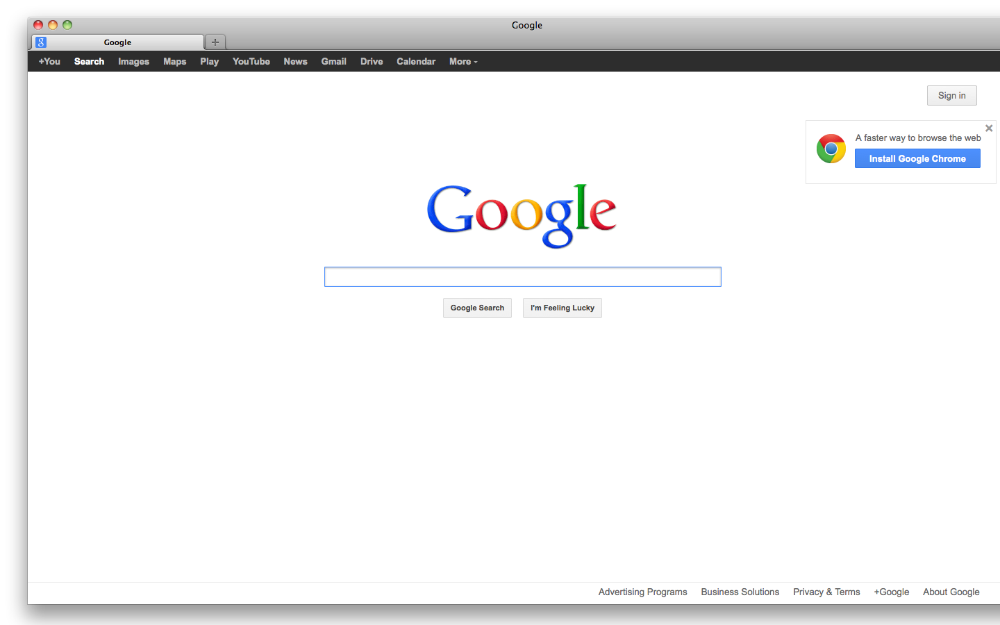 Google
g Google +
+You Search Images Maps Play YouTube News Gmail Drive Calendar More
Sign in
A faster way to browse the web
Install Google Chrome
Google
Google Search I'm Feeling Lucky
Advertising Programs Business Solutions Privacy & Terms +Google About Google